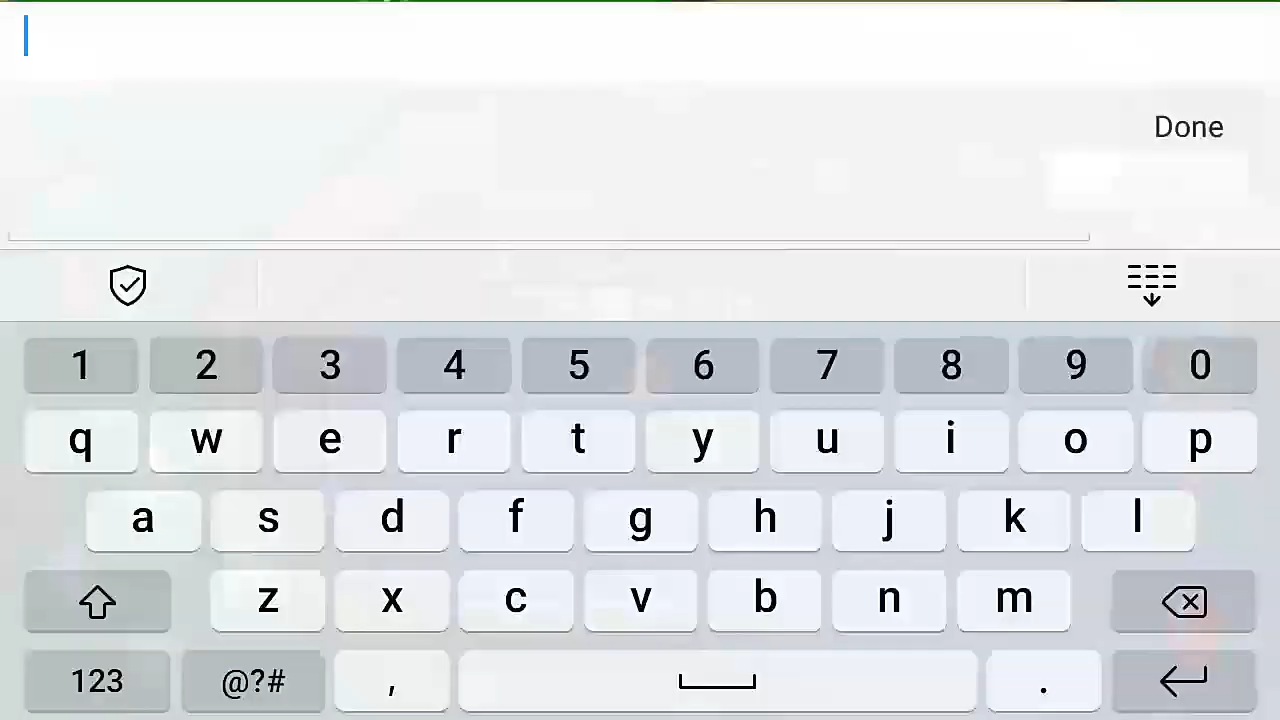 Done
1 2 3 4 5 6 7 8 9 0
q w e r t y u i o p
a s d f g h j k l
z x c v b n m
123 @?# , .